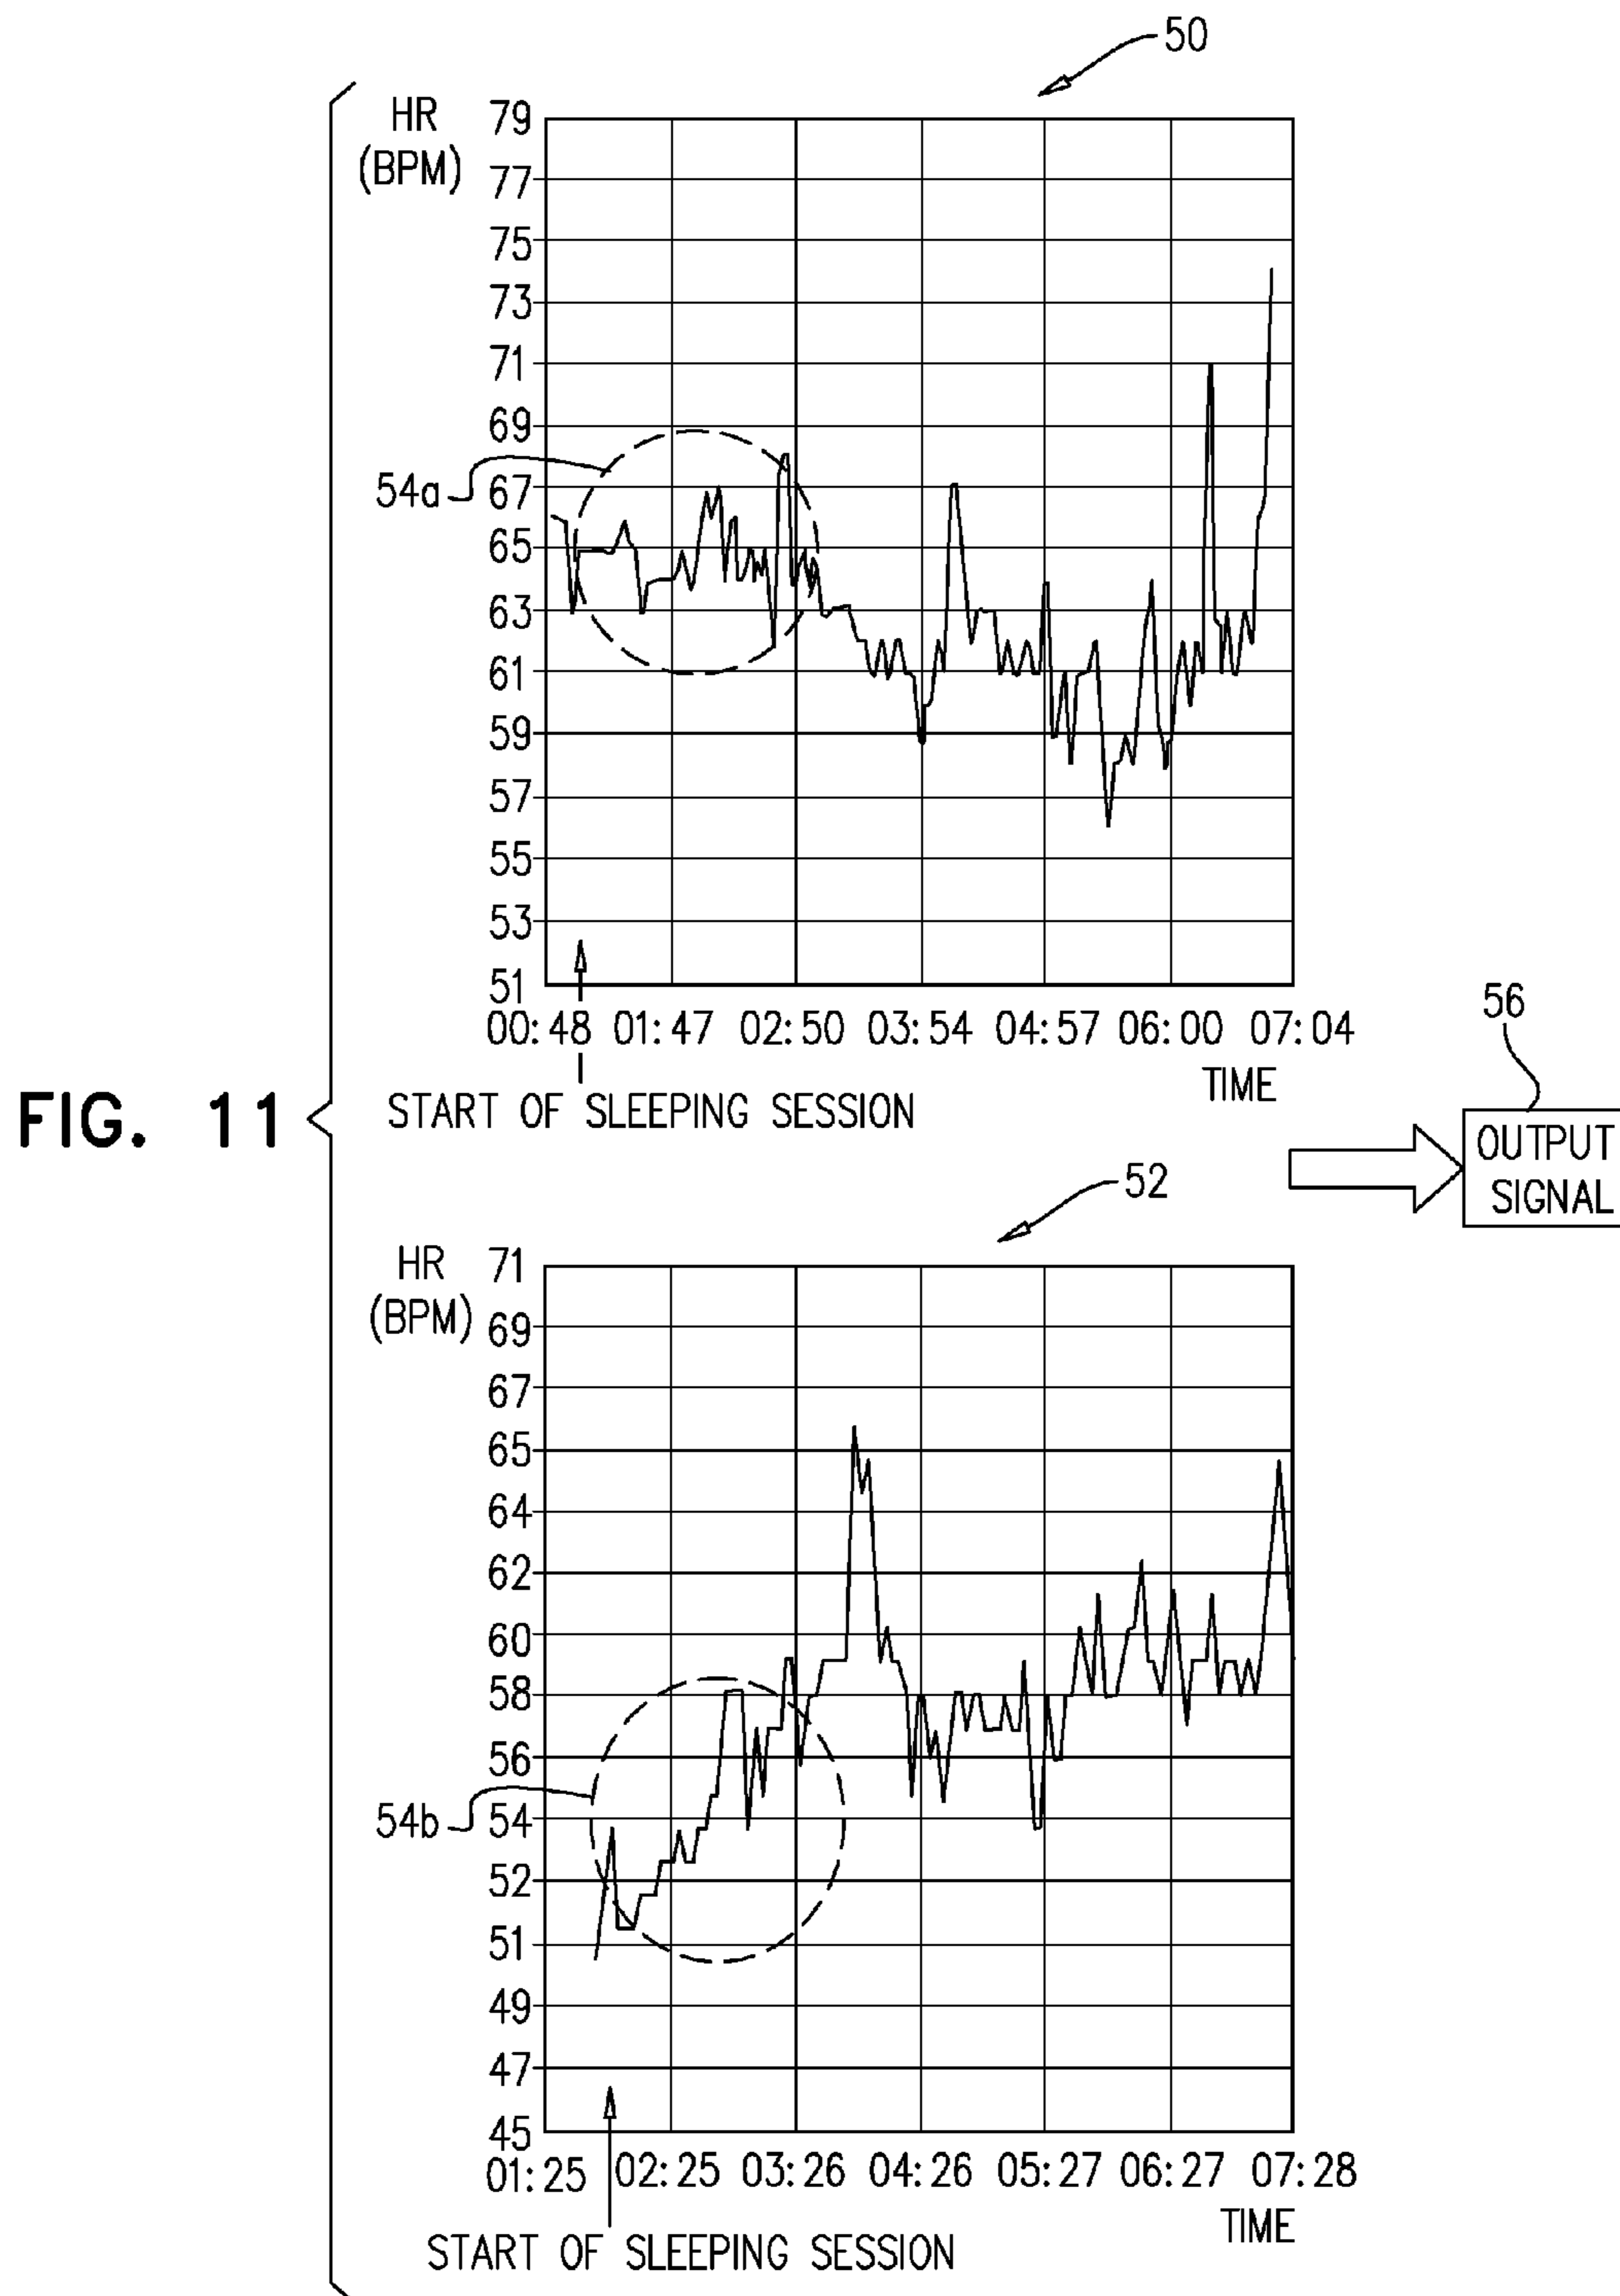 50
HR
(BPM)
79
77
75
73
71
69
54a
67
65
63
61
59
57
55
53
51
00:48 01:47 02:50 03:54 04:57 06:00 07:04
TIME
START OF SLEEPING SESSION
FIG. 11
56
OUTPUT
SIGNAL
52
HR
(BPM)
71
69
67
65
64
62
60
58
56
54b
54
52
51
49
47
45
01:25 02:25 03:26 04:26 05:27 06:27 07:28
TIME
START OF SLEEPING SESSION